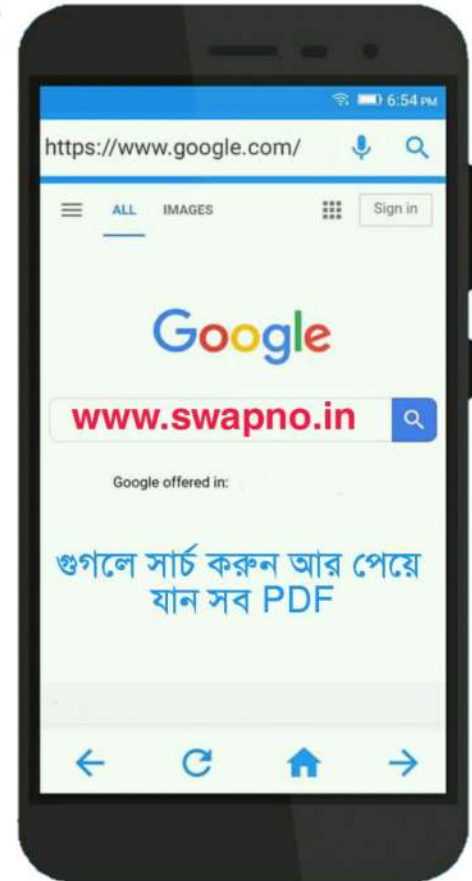 6:54 PM
https://www.google.com/
ALL IMAGES Sign in
Google
www.swapno.in
Google offered in:
গুগলে সার্চ করুন আর পেয়ে
যান সব PDF